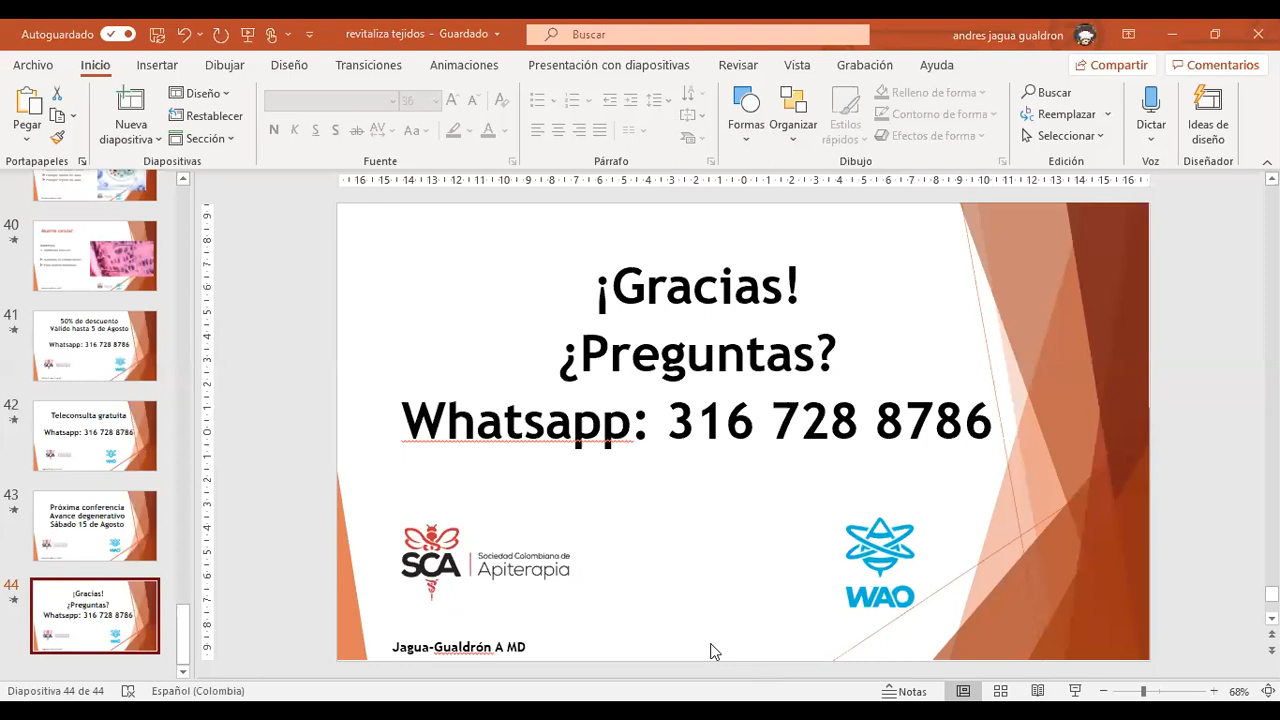 Autoguardado
revitaliza tejidos - Guardado
Buscar
andres jagua gualdron
Archivo Inicio Insertar Dibujar Diseño Transiciones Animaciones Presentación con diapositivas Revisar Vista Grabación Ayuda Compartir Comentarios
Pegar
Nueva diapositiva
Diseño
Restablecer
Sección
36
Formas
Organizar
Estilos rápidos
Relleno de forma
Contorno de forma
Efectos de forma
Buscar
Reemplazar
Seleccionar
Dictar
Ideas de diseño
Portapapeles Diapositivas Fuente Párrafo Dibujo Edición Voz Diseñador
40
41
50% de descuento
Válido hasta 5 de Agosto
Whatsapp: 316 728 8786
42
Teleconsulta gratuita
Whatsapp: 316 728 8786
43
Próxima conferencia
Avance degenerativo
Sábado 15 de Agosto
44
¡Gracias!
¿Preguntas?
Whatsapp: 316 728 8786
¡Gracias!
¿Preguntas?
Whatsapp: 316 728 8786
SCA
Sociedad Colombiana de
Apiterapia
WAO
Jagua-Gualdrón A MD
Diapositiva 44 de 44
Español (Colombia)
Notas
68%